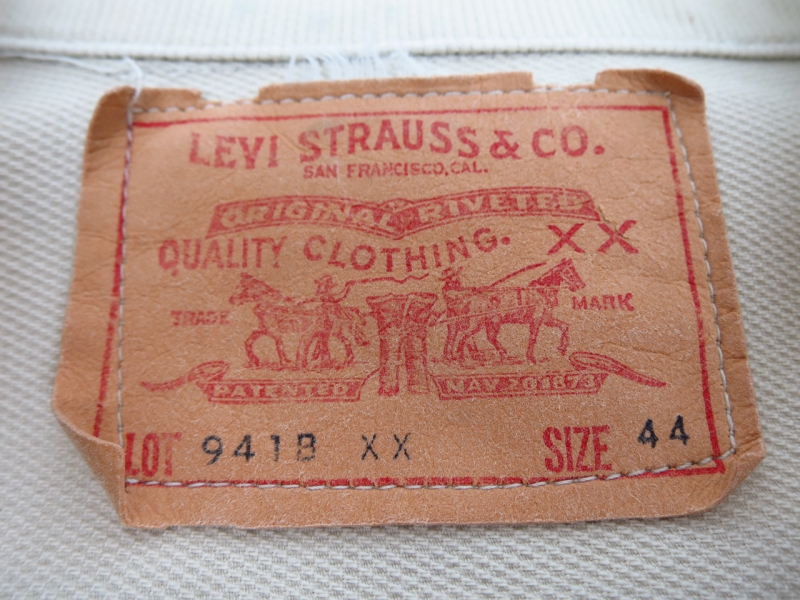 LEVI STRAUSS & CO.
SAN FRANCISCO, CAL.
ORIGINAL RIVETED
QUALITY CLOTHING. XX
TRADE MARK
PATENTED MAY 20 1873
LOT 941B XX SIZE 44